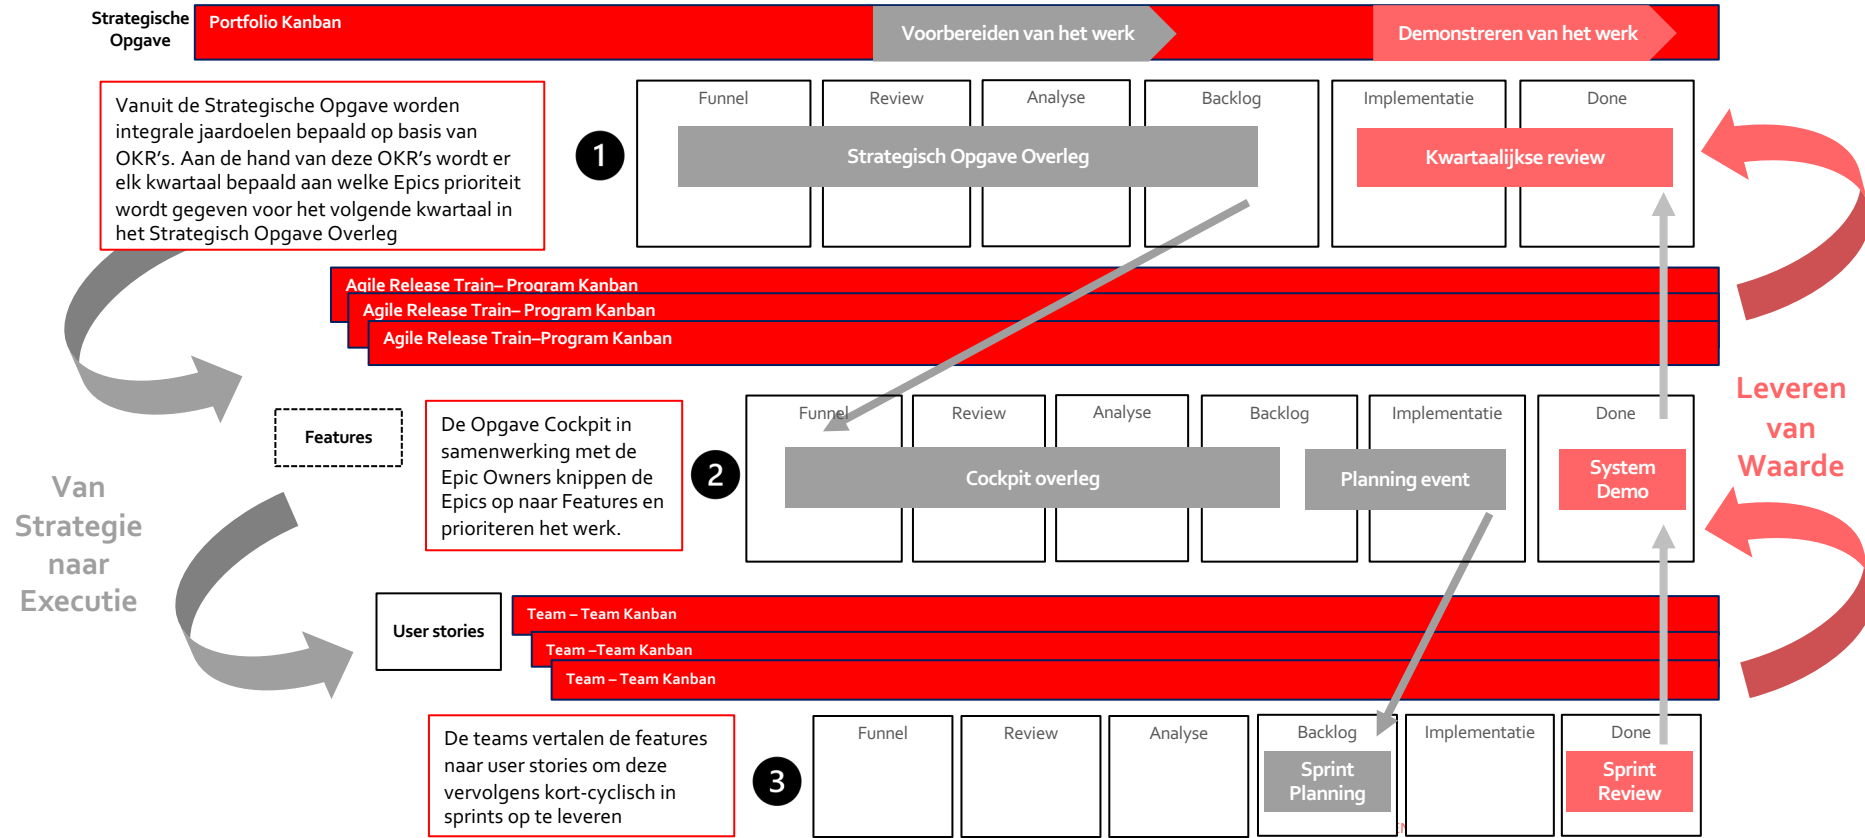 Strategische
Opgave
Portfolio Kanban
Voorbereiden van het werk
Demonstreren van het werk
Vanuit de Strategische Opgave worden
integrale jaardoelen bepaald op basis van
OKR's. Aan de hand van deze OKR's wordt er
elk kwartaal bepaald aan welke Epics prioriteit
wordt gegeven voor het volgende kwartaal in
het Strategisch Opgave Overleg
1
Funnel
Review
Analyse
Backlog
Implementatie
Done
Strategisch Opgave Overleg
Kwartaalijkse review
Agile Release Train– Program Kanban
Agile Release Train– Program Kanban
Agile Release Train–Program Kanban
Features
De Opgave Cockpit in
samenwerking met de
Epic Owners knippen de
Epics op naar Features en
prioriteren het werk.
2
Funnel
Review
Analyse
Backlog
Implementatie
Done
Cockpit overleg
Planning event
System
Demo
Leveren
van
Waarde
Van
Strategie
naar
Executie
User stories
Team – Team Kanban
Team –Team Kanban
Team – Team Kanban
De teams vertalen de features
naar user stories om deze
vervolgens kort-cyclisch in
sprints op te leveren
3
Funnel
Review
Analyse
Backlog
Implementatie
Done
Sprint
Planning
Sprint
Review